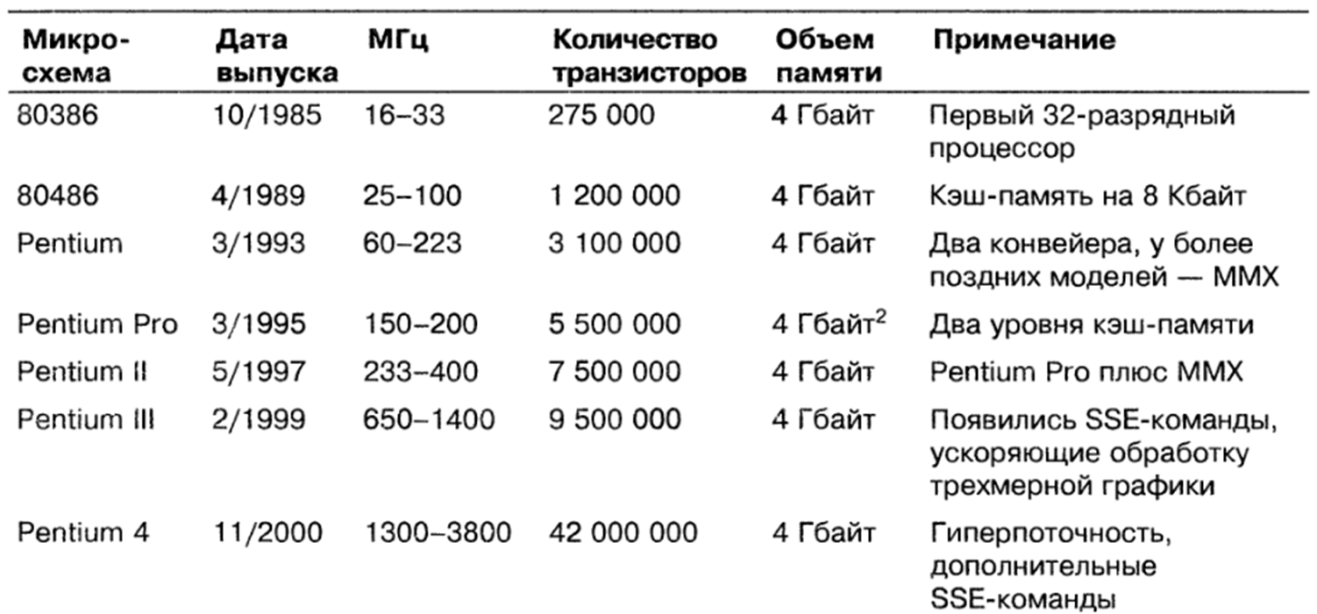 Микро- Дата МГц Количество Объем Примечание
схема выпуска транзисторов памяти
80386 10/1985 16–33 275 000 4 Гбайт Первый 32-разрядный
процессор
80486 4/1989 25–100 1 200 000 4 Гбайт Кэш-память на 8 Кбайт
Pentium 3/1993 60–223 3 100 000 4 Гбайт Два конвейера, у более
поздних моделей — MMX
Pentium Pro 3/1995 150–200 5 500 000 4 Гбайт² Два уровня кэш-памяти
Pentium II 5/1997 233–400 7 500 000 4 Гбайт Pentium Pro плюс MMX
Pentium III 2/1999 650–1400 9 500 000 4 Гбайт Появились SSE-команды,
ускоряющие обработку
трехмерной графики
Pentium 4 11/2000 1300–3800 42 000 000 4 Гбайт Гиперпоточность,
дополнительные
SSE-команды